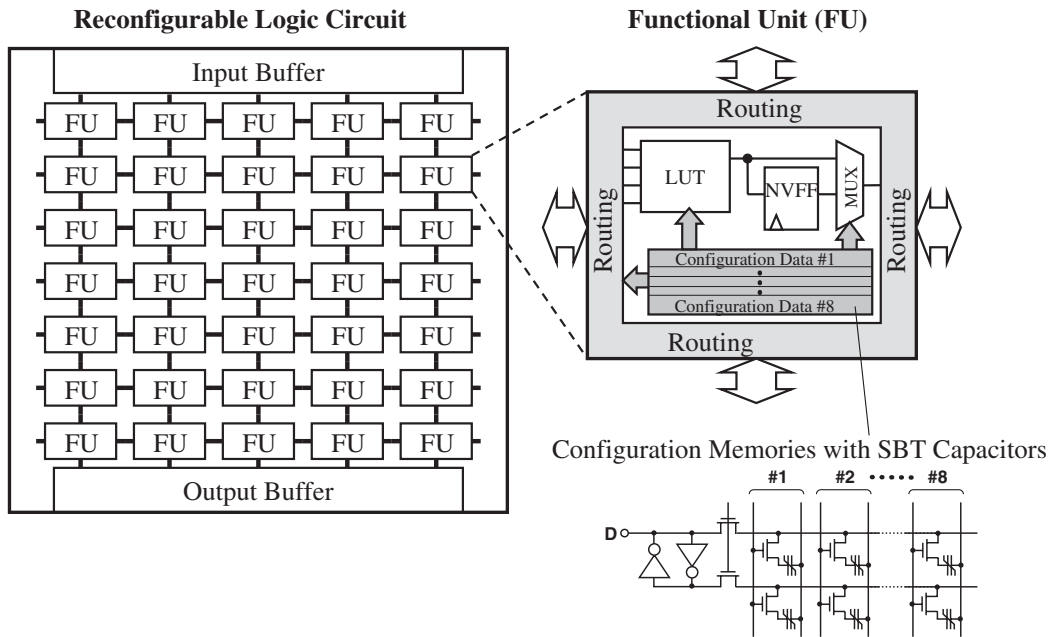 Reconfigurable Logic Circuit
Input Buffer
FU FU FU FU FU
FU FU FU FU FU
FU FU FU FU FU
FU FU FU FU FU
FU FU FU FU FU
FU FU FU FU FU
FU FU FU FU FU
Output Buffer
Functional Unit (FU)
Routing
Routing
LUT
NVFF
MUX
Routing
Configuration Data #1
Configuration Data #8
Routing
Configuration Memories with SBT Capacitors
#1 #2 #8
D